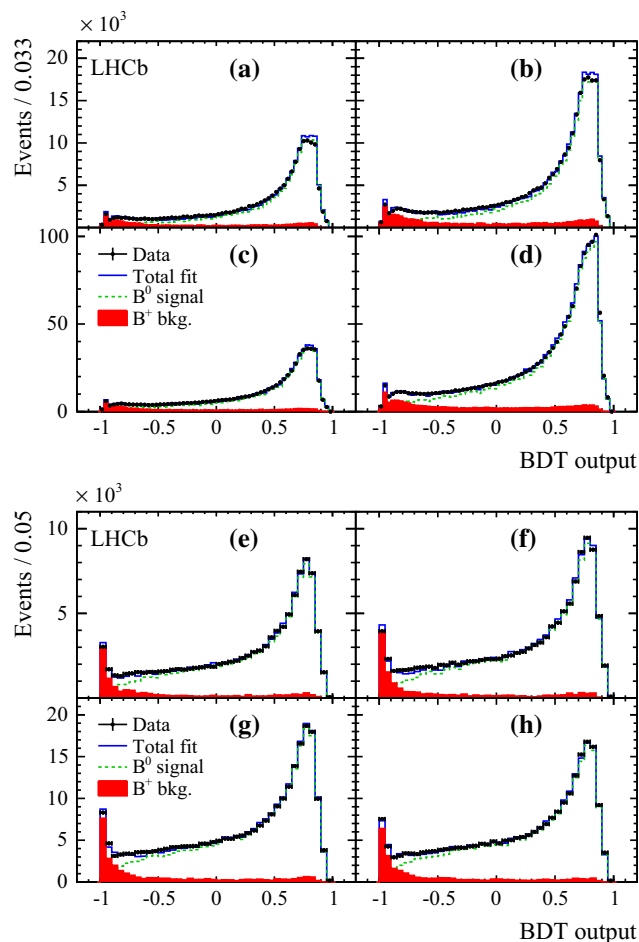 × 10³
Events / 0.033
20
15
10
5
LHCb
(a)
(b)
100
50
0
Data
Total fit
B⁰ signal
B⁺ bkg.
(c)
(d)
-1 -0.5 0 0.5 1 -1 -0.5 0 0.5 1
BDT output
× 10³
Events / 0.05
10
5
LHCb
(e)
(f)
20
15
10
5
0
Data
Total fit
B⁰ signal
B⁺ bkg.
(g)
(h)
-1 -0.5 0 0.5 1 -1 -0.5 0 0.5 1
BDT output